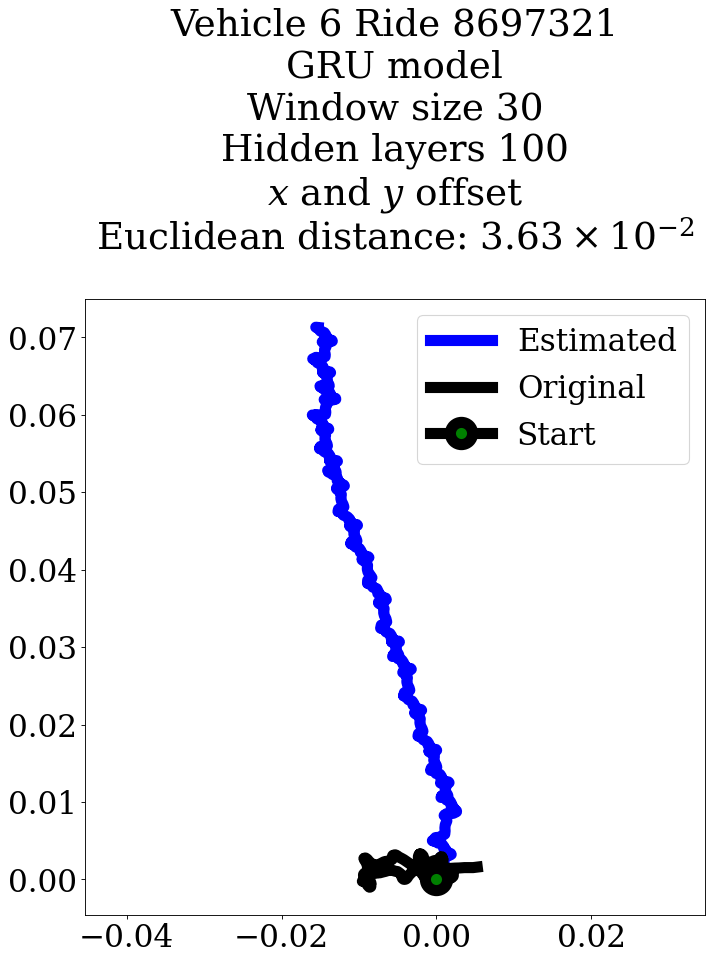 Vehicle 6 Ride 8697321
GRU model
Window size 30
Hidden layers 100
x and y offset
Euclidean distance: 3.63 × 10⁻²
Estimated
Original
Start
0.07
0.06
0.05
0.04
0.03
0.02
0.01
0.00
−0.04 −0.02 0.00 0.02